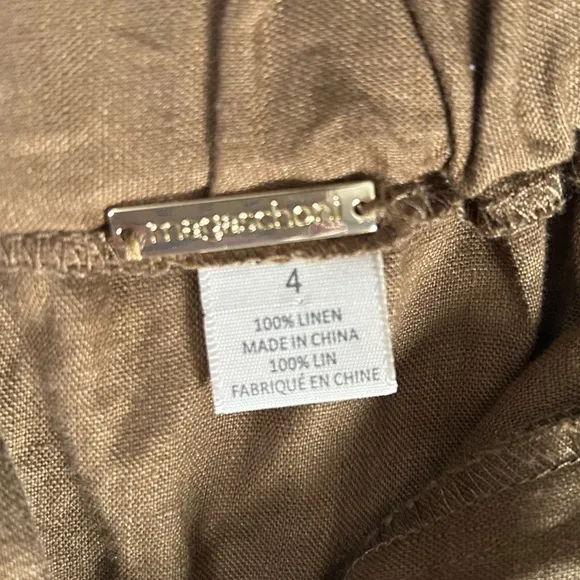 magaschoni
4
100% LINEN
MADE IN CHINA
100% LIN
FABRIQUÉ EN CHINE